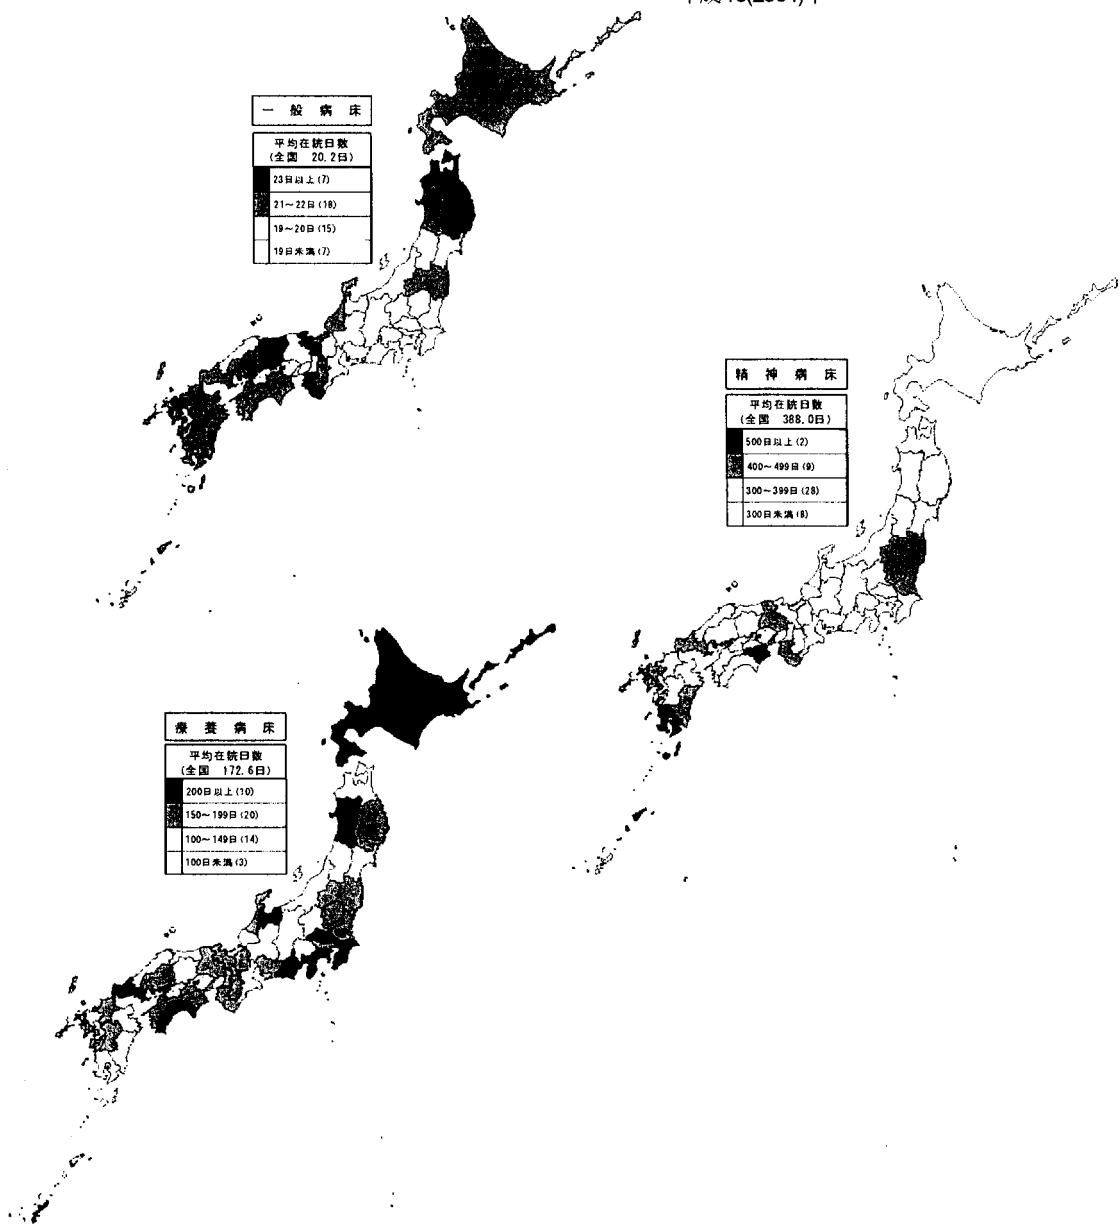 一般病床
平均在院日数
(全国 20.2日)
23日以上(7)
21~22日(18)
19~20日(15)
19日未満(7)
精神病床
平均在院日数
(全国 388.0日)
500日以上(2)
400~499日(9)
300~399日(28)
300日未満(8)
療養病床
平均在院日数
(全国 172.6日)
200日以上(10)
150~199日(20)
100~149日(14)
100日未満(3)